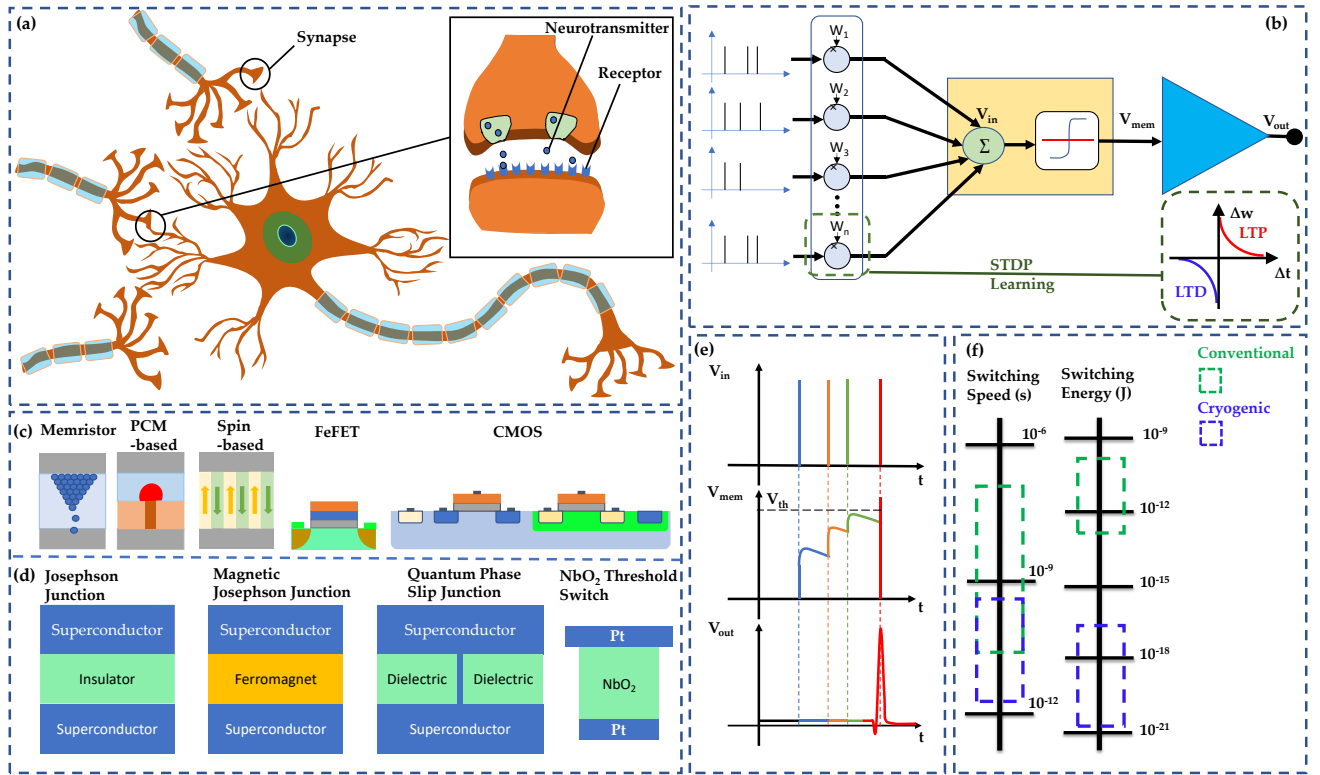 (a)
Synapse
Neurotransmitter
Receptor
(b)
W1
W2
W3
Wn
Vin
Σ
Vmem
Vout
STDP
Learning
Δw
LTP
Δt
LTD
(c)
Memristor
PCM
-based
Spin
-based
FeFET
CMOS
(d)
Josephson
Junction
Superconductor
Insulator
Superconductor
Magnetic
Josephson Junction
Superconductor
Ferromagnet
Superconductor
Quantum Phase
Slip Junction
Superconductor
Dielectric Dielectric
Superconductor
NbO2 Threshold
Switch
Pt
NbO2
Pt
(e)
Vin
t
Vmem
Vth
t
Vout
t
(f)
Conventional
Cryogenic
Switching
Speed (s)
10-6
10-9
10-12
Switching
Energy (J)
10-9
10-12
10-15
10-18
10-21